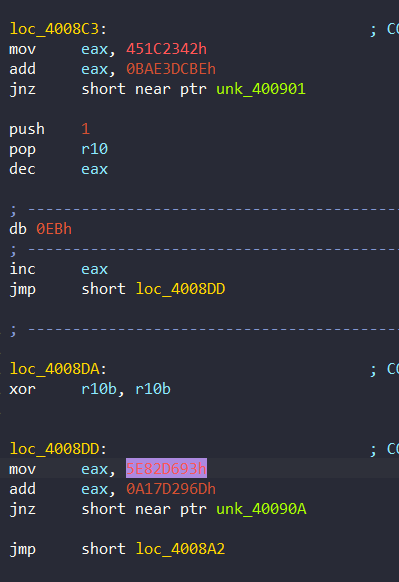 loc_4008C3: ; CO
mov eax, 451C2342h
add eax, 0BAE3DCBEh
jnz short near ptr unk_400901
push 1
pop r10
dec eax
; ------------------------------------------
db 0EBh
; ------------------------------------------
inc eax
jmp short loc_4008DD
; ------------------------------------------
loc_4008DA: ; CO
xor r10b, r10b
loc_4008DD: ; CO
mov eax, 5E82D693h
add eax, 0A17D296Dh
jnz short near ptr unk_40090A
jmp short loc_4008A2